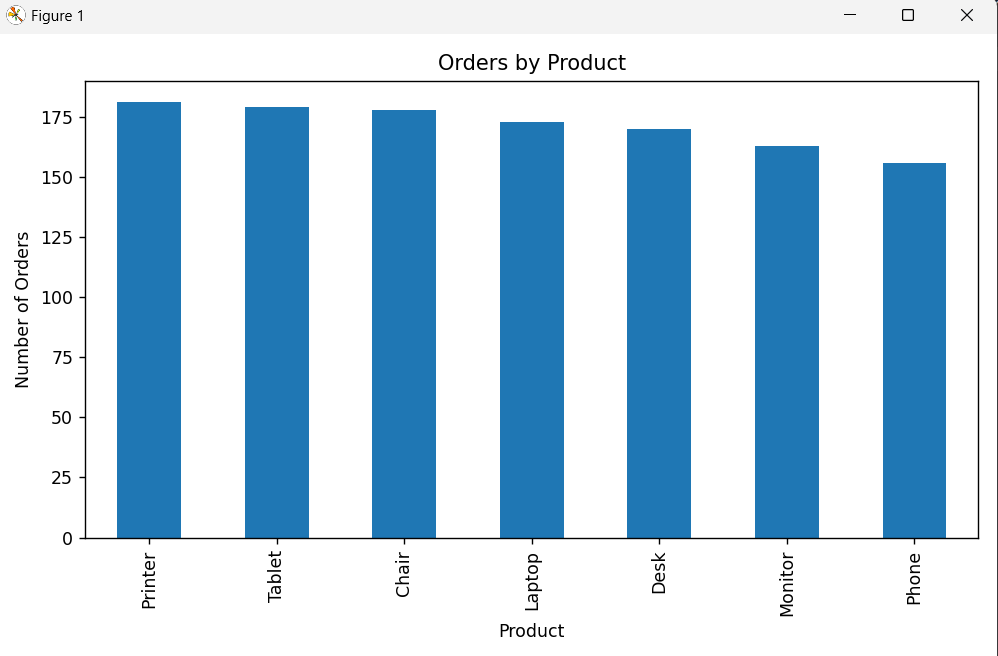 Figure 1
Orders by Product
Number of Orders
175
150
125
100
75
50
25
0
Printer
Tablet
Chair
Laptop
Desk
Monitor
Phone
Product